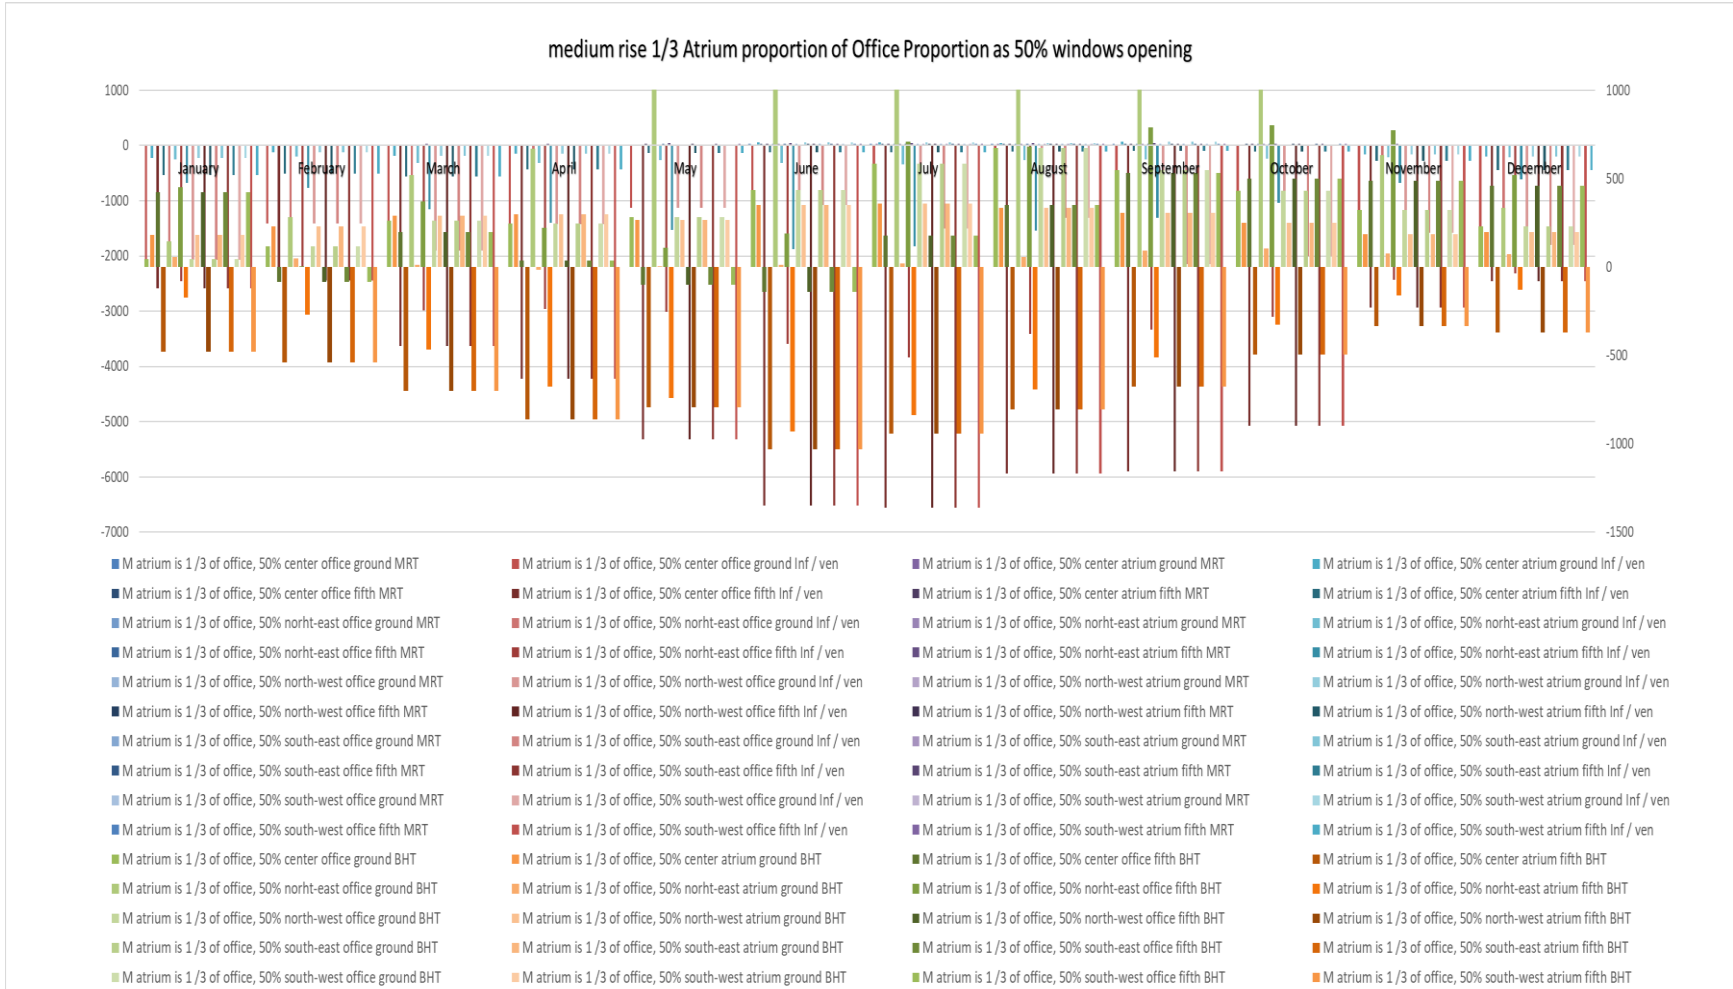 medium rise 1/3 Atrium proportion of Office Proportion as 50% windows opening
1000 1000
0
January February March April May June July August September October November December
500
-1000
-2000 0
-3000
-500
-4000
-5000 -1000
-6000
-7000 -1500
M atrium is 1 /3 of office, 50% center office ground MRT M atrium is 1 /3 of office, 50% center office ground Inf / ven M atrium is 1 /3 of office, 50% center atrium ground MRT M atrium is 1 /3 of office, 50% center atrium ground Inf / ven
M atrium is 1 /3 of office, 50% center office fifth MRT M atrium is 1 /3 of office, 50% center office fifth Inf / ven M atrium is 1 /3 of office, 50% center atrium fifth MRT M atrium is 1 /3 of office, 50% center atrium fifth Inf / ven
M atrium is 1 /3 of office, 50% norht-east office ground MRT M atrium is 1 /3 of office, 50% norht-east office ground Inf / ven M atrium is 1 /3 of office, 50% norht-east atrium ground MRT M atrium is 1 /3 of office, 50% norht-east atrium ground Inf / ven
M atrium is 1 /3 of office, 50% norht-east office fifth MRT M atrium is 1 /3 of office, 50% norht-east office fifth Inf / ven M atrium is 1 /3 of office, 50% norht-east atrium fifth MRT M atrium is 1 /3 of office, 50% norht-east atrium fifth Inf / ven
M atrium is 1 /3 of office, 50% north-west office ground MRT M atrium is 1 /3 of office, 50% north-west office ground Inf / ven M atrium is 1 /3 of office, 50% north-west atrium ground MRT M atrium is 1 /3 of office, 50% north-west atrium ground Inf / ven
M atrium is 1 /3 of office, 50% north-west office fifth MRT M atrium is 1 /3 of office, 50% north-west office fifth Inf / ven M atrium is 1 /3 of office, 50% north-west atrium fifth MRT M atrium is 1 /3 of office, 50% north-west atrium fifth Inf / ven
M atrium is 1 /3 of office, 50% south-east office ground MRT M atrium is 1 /3 of office, 50% south-east office ground Inf / ven M atrium is 1 /3 of office, 50% south-east atrium ground MRT M atrium is 1 /3 of office, 50% south-east atrium ground Inf / ven
M atrium is 1 /3 of office, 50% south-east office fifth MRT M atrium is 1 /3 of office, 50% south-east office fifth Inf / ven M atrium is 1 /3 of office, 50% south-east atrium fifth MRT M atrium is 1 /3 of office, 50% south-east atrium fifth Inf / ven
M atrium is 1 /3 of office, 50% south-west office ground MRT M atrium is 1 /3 of office, 50% south-west office ground Inf / ven M atrium is 1 /3 of office, 50% south-west atrium ground MRT M atrium is 1 /3 of office, 50% south-west atrium ground Inf / ven
M atrium is 1 /3 of office, 50% south-west office fifth MRT M atrium is 1 /3 of office, 50% south-west office fifth Inf / ven M atrium is 1 /3 of office, 50% south-west atrium fifth MRT M atrium is 1 /3 of office, 50% south-west atrium fifth Inf / ven
M atrium is 1 /3 of office, 50% center office ground BHT M atrium is 1 /3 of office, 50% center atrium ground BHT M atrium is 1 /3 of office, 50% center office fifth BHT M atrium is 1 /3 of office, 50% center atrium fifth BHT
M atrium is 1 /3 of office, 50% norht-east office ground BHT M atrium is 1 /3 of office, 50% norht-east atrium ground BHT M atrium is 1 /3 of office, 50% norht-east office fifth BHT M atrium is 1 /3 of office, 50% norht-east atrium fifth BHT
M atrium is 1 /3 of office, 50% north-west office ground BHT M atrium is 1 /3 of office, 50% north-west atrium ground BHT M atrium is 1 /3 of office, 50% north-west office fifth BHT M atrium is 1 /3 of office, 50% north-west atrium fifth BHT
M atrium is 1 /3 of office, 50% south-east office ground BHT M atrium is 1 /3 of office, 50% south-east atrium ground BHT M atrium is 1 /3 of office, 50% south-east office fifth BHT M atrium is 1 /3 of office, 50% south-east atrium fifth BHT
M atrium is 1 /3 of office, 50% south-west office ground BHT M atrium is 1 /3 of office, 50% south-west atrium ground BHT M atrium is 1 /3 of office, 50% south-west office fifth BHT M atrium is 1 /3 of office, 50% south-west atrium fifth BHT